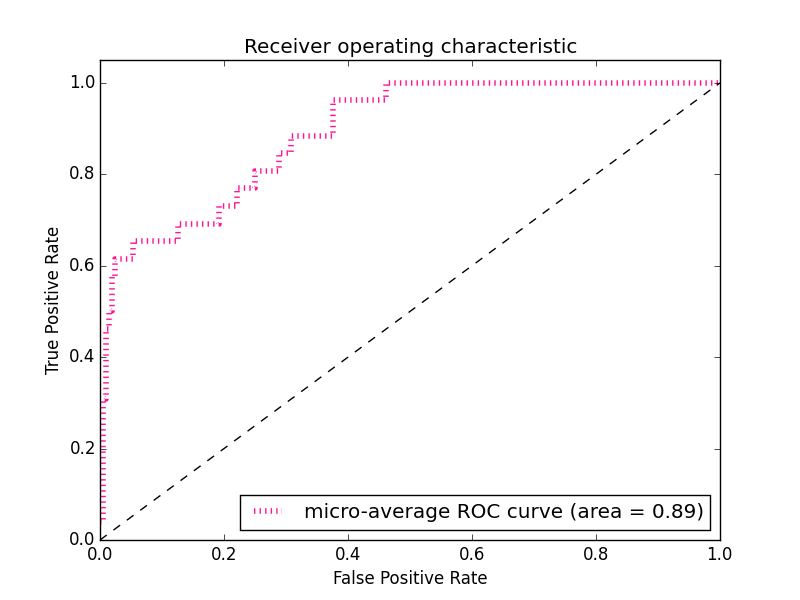 Receiver operating characteristic
1.0
0.8
0.6
0.4
0.2
0.0
True Positive Rate
micro-average ROC curve (area = 0.89)
0.0 0.2 0.4 0.6 0.8 1.0
False Positive Rate